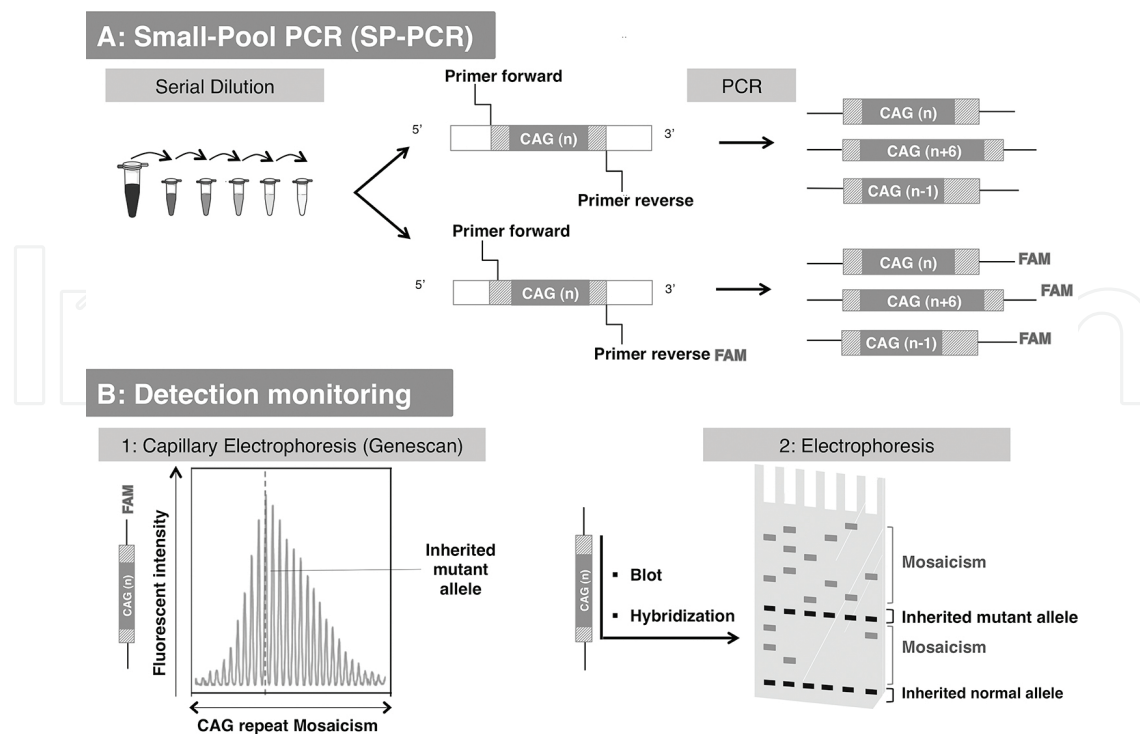 A: Small-Pool PCR (SP-PCR)
Serial Dilution
Primer forward
5'
CAG (n)
3'
Primer reverse
PCR
CAG (n)
CAG (n+6)
CAG (n-1)
Primer forward
5'
CAG (n)
3'
Primer reverse FAM
CAG (n)
FAM
CAG (n+6)
FAM
CAG (n-1)
FAM
B: Detection monitoring
1: Capillary Electrophoresis (Genescan)
FAM
CAG (n)
Fluorescent intensity
Inherited
mutant
allele
CAG repeat Mosaicism
2: Electrophoresis
CAG (n)
▪ Blot
▪ Hybridization
Mosaicism
Inherited mutant allele
Mosaicism
Inherited normal allele